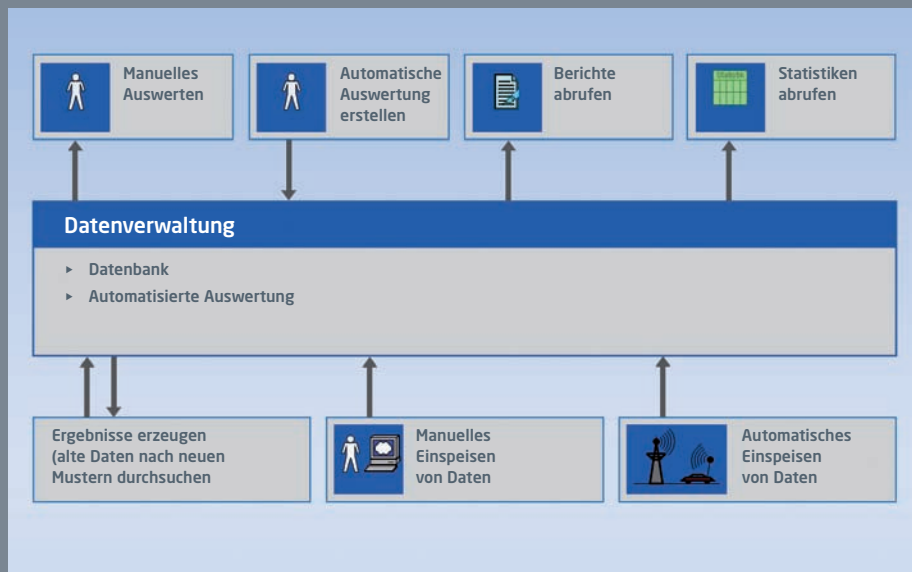 Manuelles
Auswerten
Automatische
Auswertung
erstellen
Berichte
abrufen
Statistik
Statistiken
abrufen
Datenverwaltung
▸ Datenbank
▸ Automatisierte Auswertung
Ergebnisse erzeugen
(alte Daten nach neuen
Mustern durchsuchen
Manuelles
Einspeisen
von Daten
Automatisches
Einspeisen
von Daten